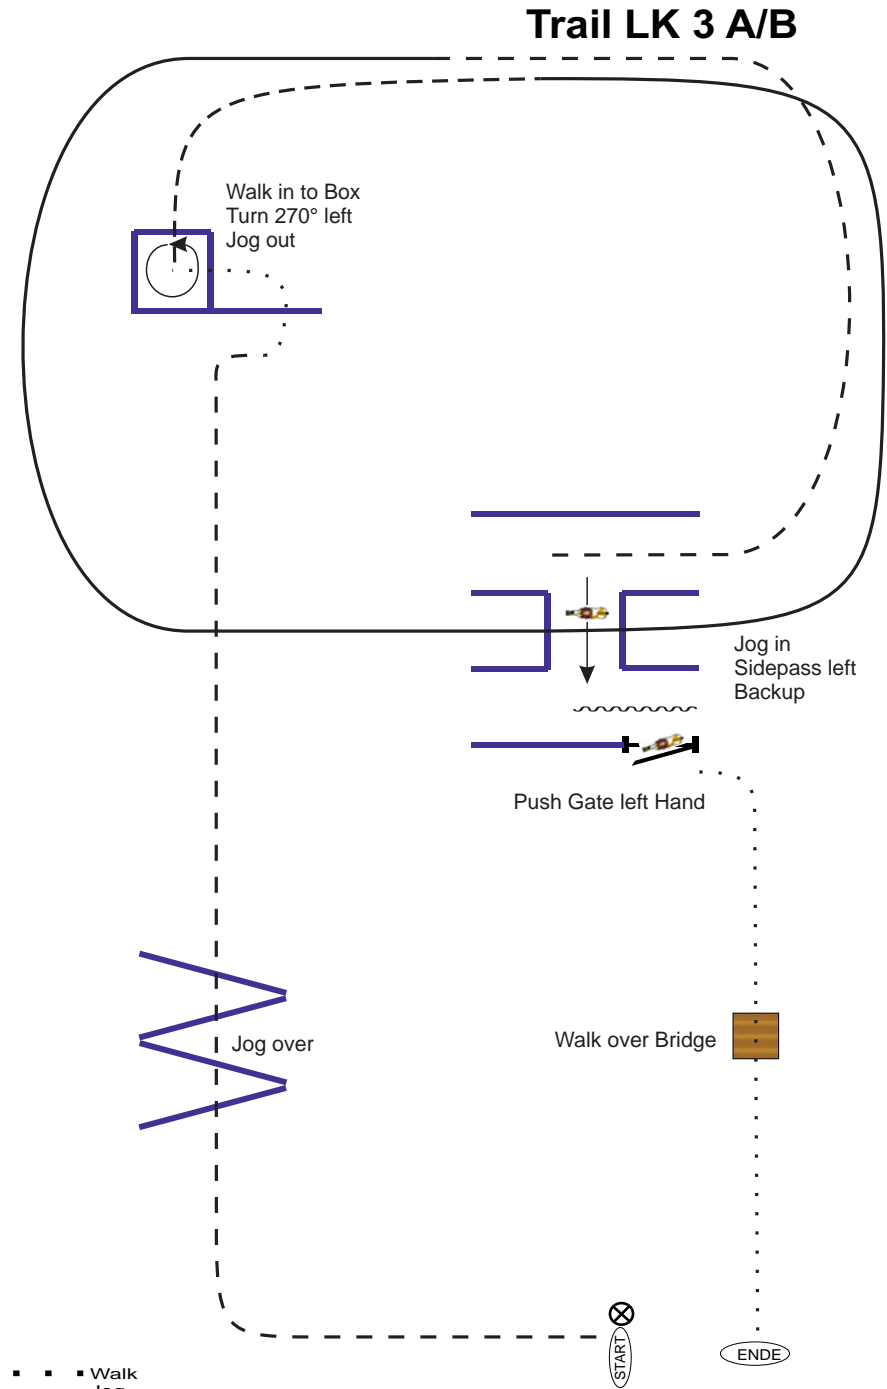 Trail LK 3 A/B
Walk in to Box
Turn 270° left
Jog out
Jog in
Sidepass left
Backup
Push Gate left Hand
Walk over Bridge
Jog over
START
ENDE
Walk
Jog